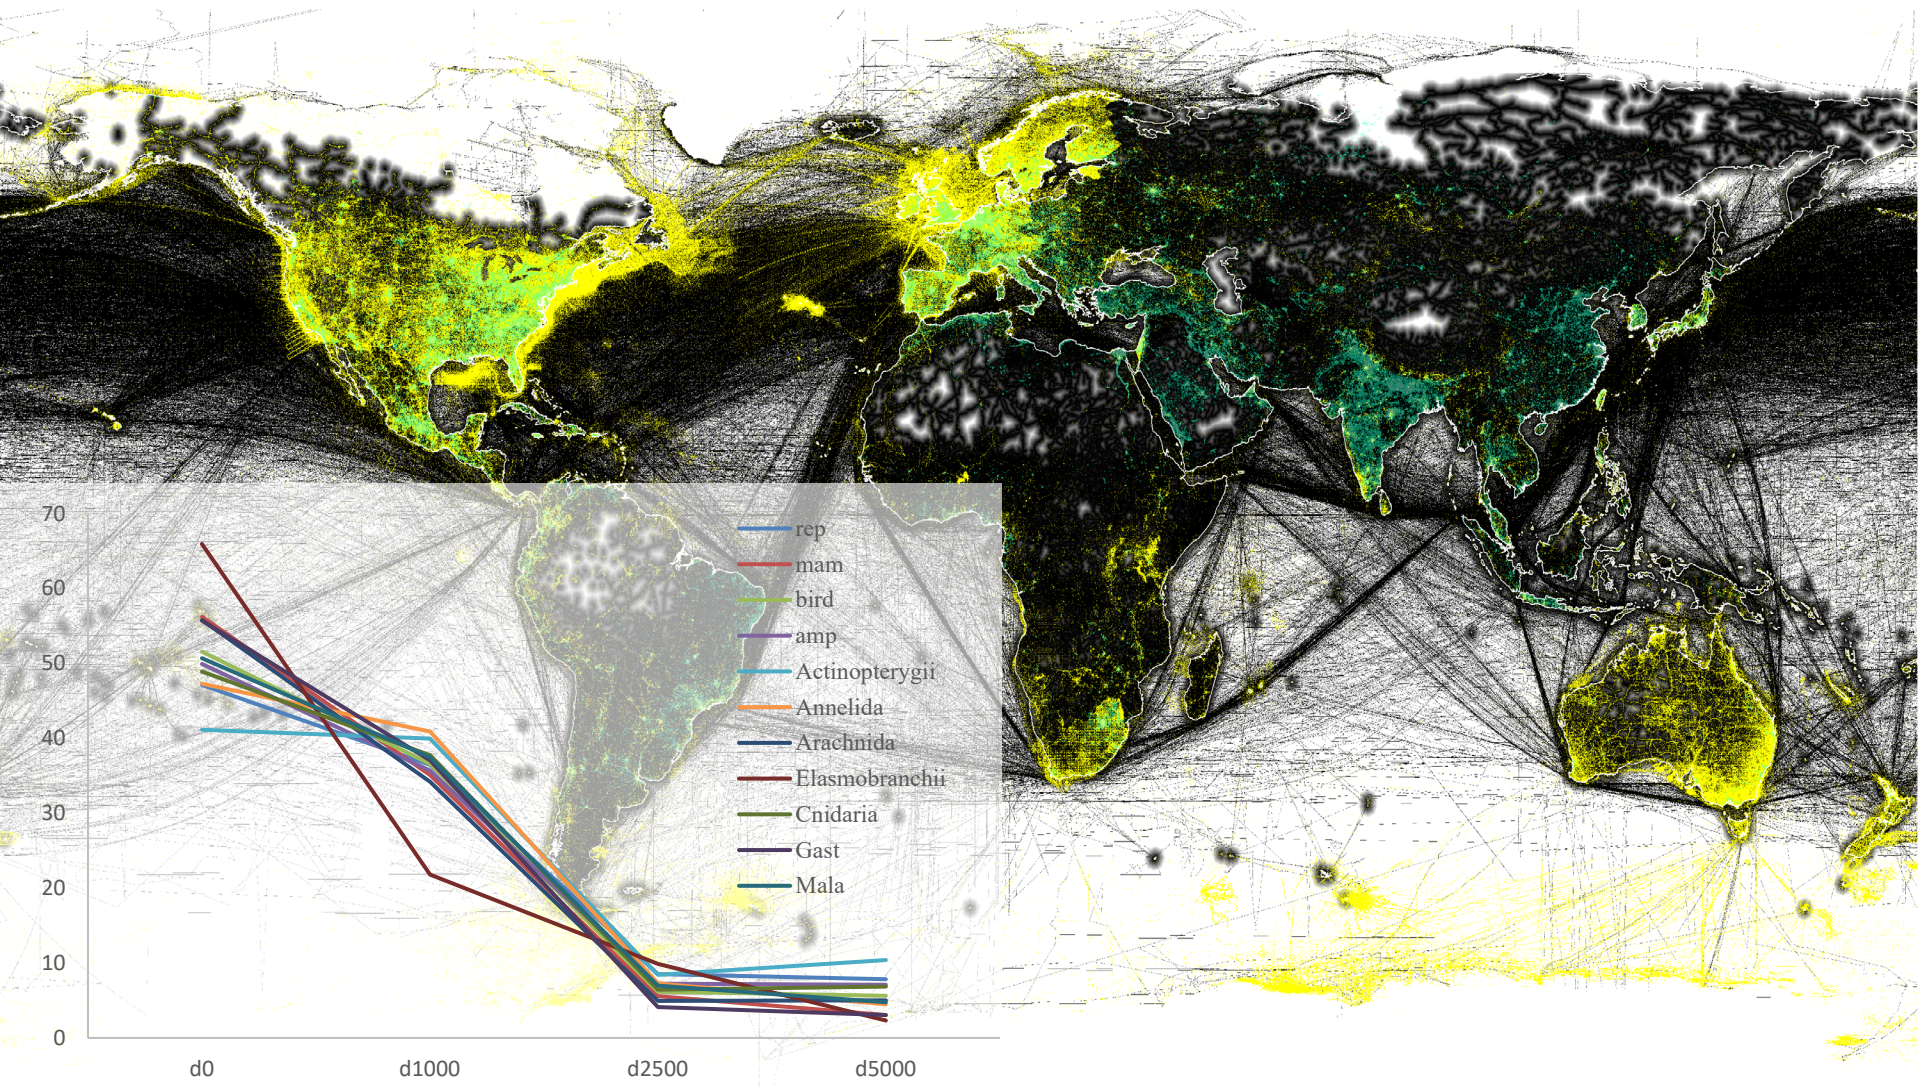 70
60
50
40
30
20
10
0
d0 d1000 d2500 d5000
rep
mam
bird
amp
Actinopterygii
Annelida
Arachnida
Elasmobranchii
Cnidaria
Gast
Mala